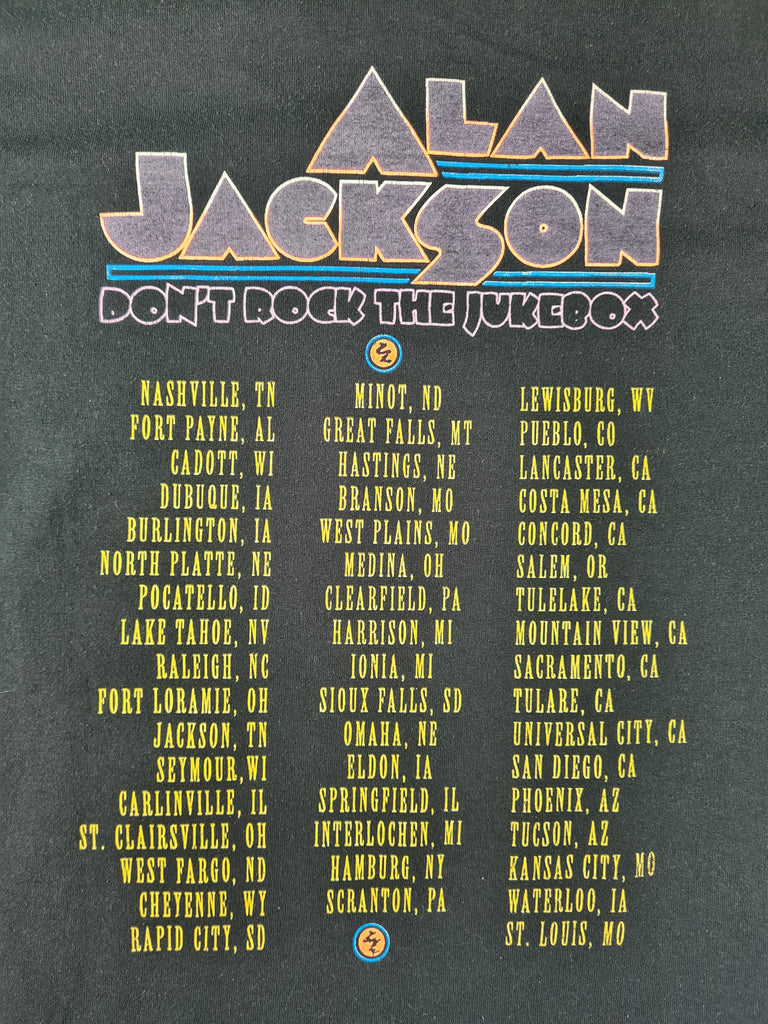 ALAN
JACKSON
DON'T ROCK THE JUKEBOX
NASHVILLE, TN
FORT PAYNE, AL
CADOTT, WI
DUBUQUE, IA
BURLINGTON, IA
NORTH PLATTE, NE
POCATELLO, ID
LAKE TAHOE, NV
RALEIGH, NC
FORT LORAMIE, OH
JACKSON, TN
SEYMOUR,WI
CARLINVILLE, IL
ST. CLAIRSVILLE, OH
WEST FARGO, ND
CHEYENNE, WY
RAPID CITY, SD
MINOT, ND
GREAT FALLS, MT
HASTINGS, NE
BRANSON, MO
WEST PLAINS, MO
MEDINA, OH
CLEARFIELD, PA
HARRISON, MI
IONIA, MI
SIOUX FALLS, SD
OMAHA, NE
ELDON, IA
SPRINGFIELD, IL
INTERLOCHEN, MI
HAMBURG, NY
SCRANTON, PA
LEWISBURG, WV
PUEBLO, CO
LANCASTER, CA
COSTA MESA, CA
CONCORD, CA
SALEM, OR
TULELAKE, CA
MOUNTAIN VIEW, CA
SACRAMENTO, CA
TULARE, CA
UNIVERSAL CITY, CA
SAN DIEGO, CA
PHOENIX, AZ
TUCSON, AZ
KANSAS CITY, MO
WATERLOO, IA
ST. LOUIS, MO